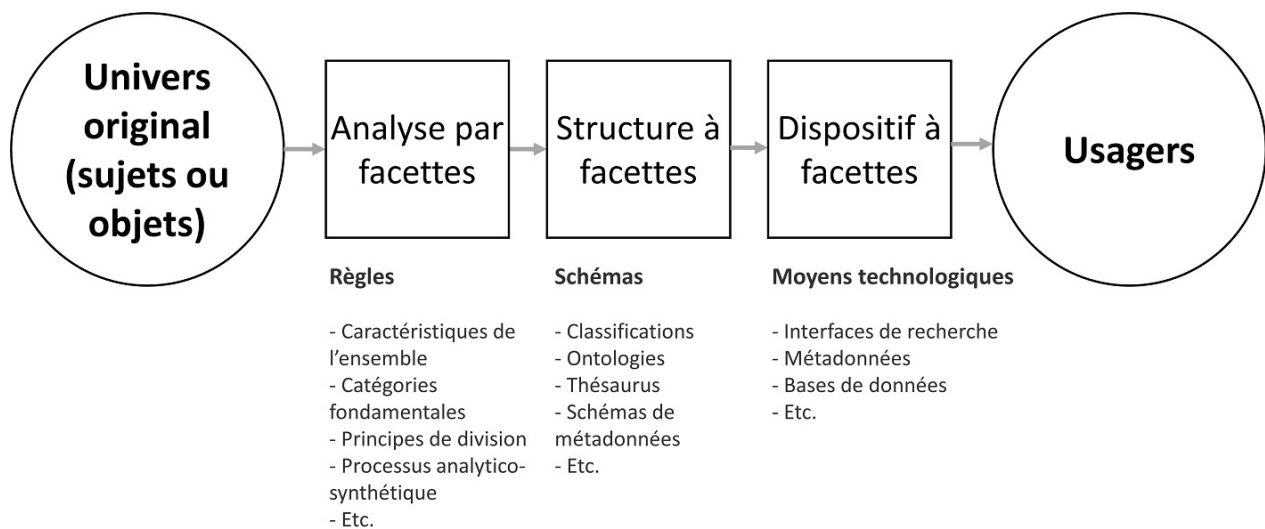 Univers
original
(sujets ou
objets)
Analyse par
facettes
Structure à
facettes
Dispositif à
facettes
Usagers
Règles
- Caractéristiques de
l’ensemble
- Catégories
fondamentales
- Principes de division
- Processus analytico-
synthétique
- Etc.
Schémas
- Classifications
- Ontologies
- Thésaurus
- Schémas de
métadonnées
- Etc.
Moyens technologiques
- Interfaces de recherche
- Métadonnées
- Bases de données
- Etc.